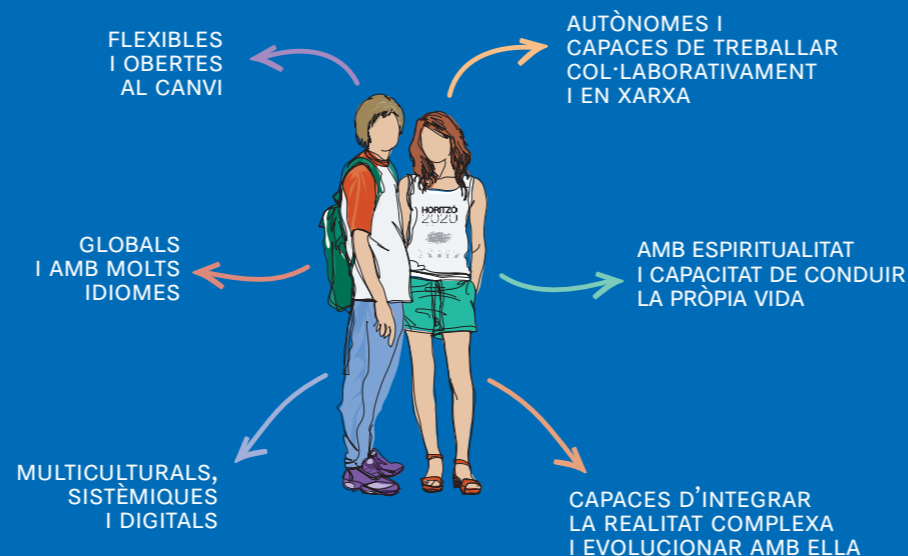 FLEXIBLES
I OBERTES
AL CANVI
AUTÒNOMES I
CAPACES DE TREBALLAR
COL·LABORATIVAMENT
I EN XARXA
HORITZÓ
2020
GLOBALS
I AMB MOLTS
IDIOMES
AMB ESPIRITUALITAT
I CAPACITAT DE CONDUIR
LA PRÒPIA VIDA
MULTICULTURALS,
SISTÈMIQUES
I DIGITALS
CAPACES D’INTEGRAR
LA REALITAT COMPLEXA
I EVOLUCIONAR AMB ELLA